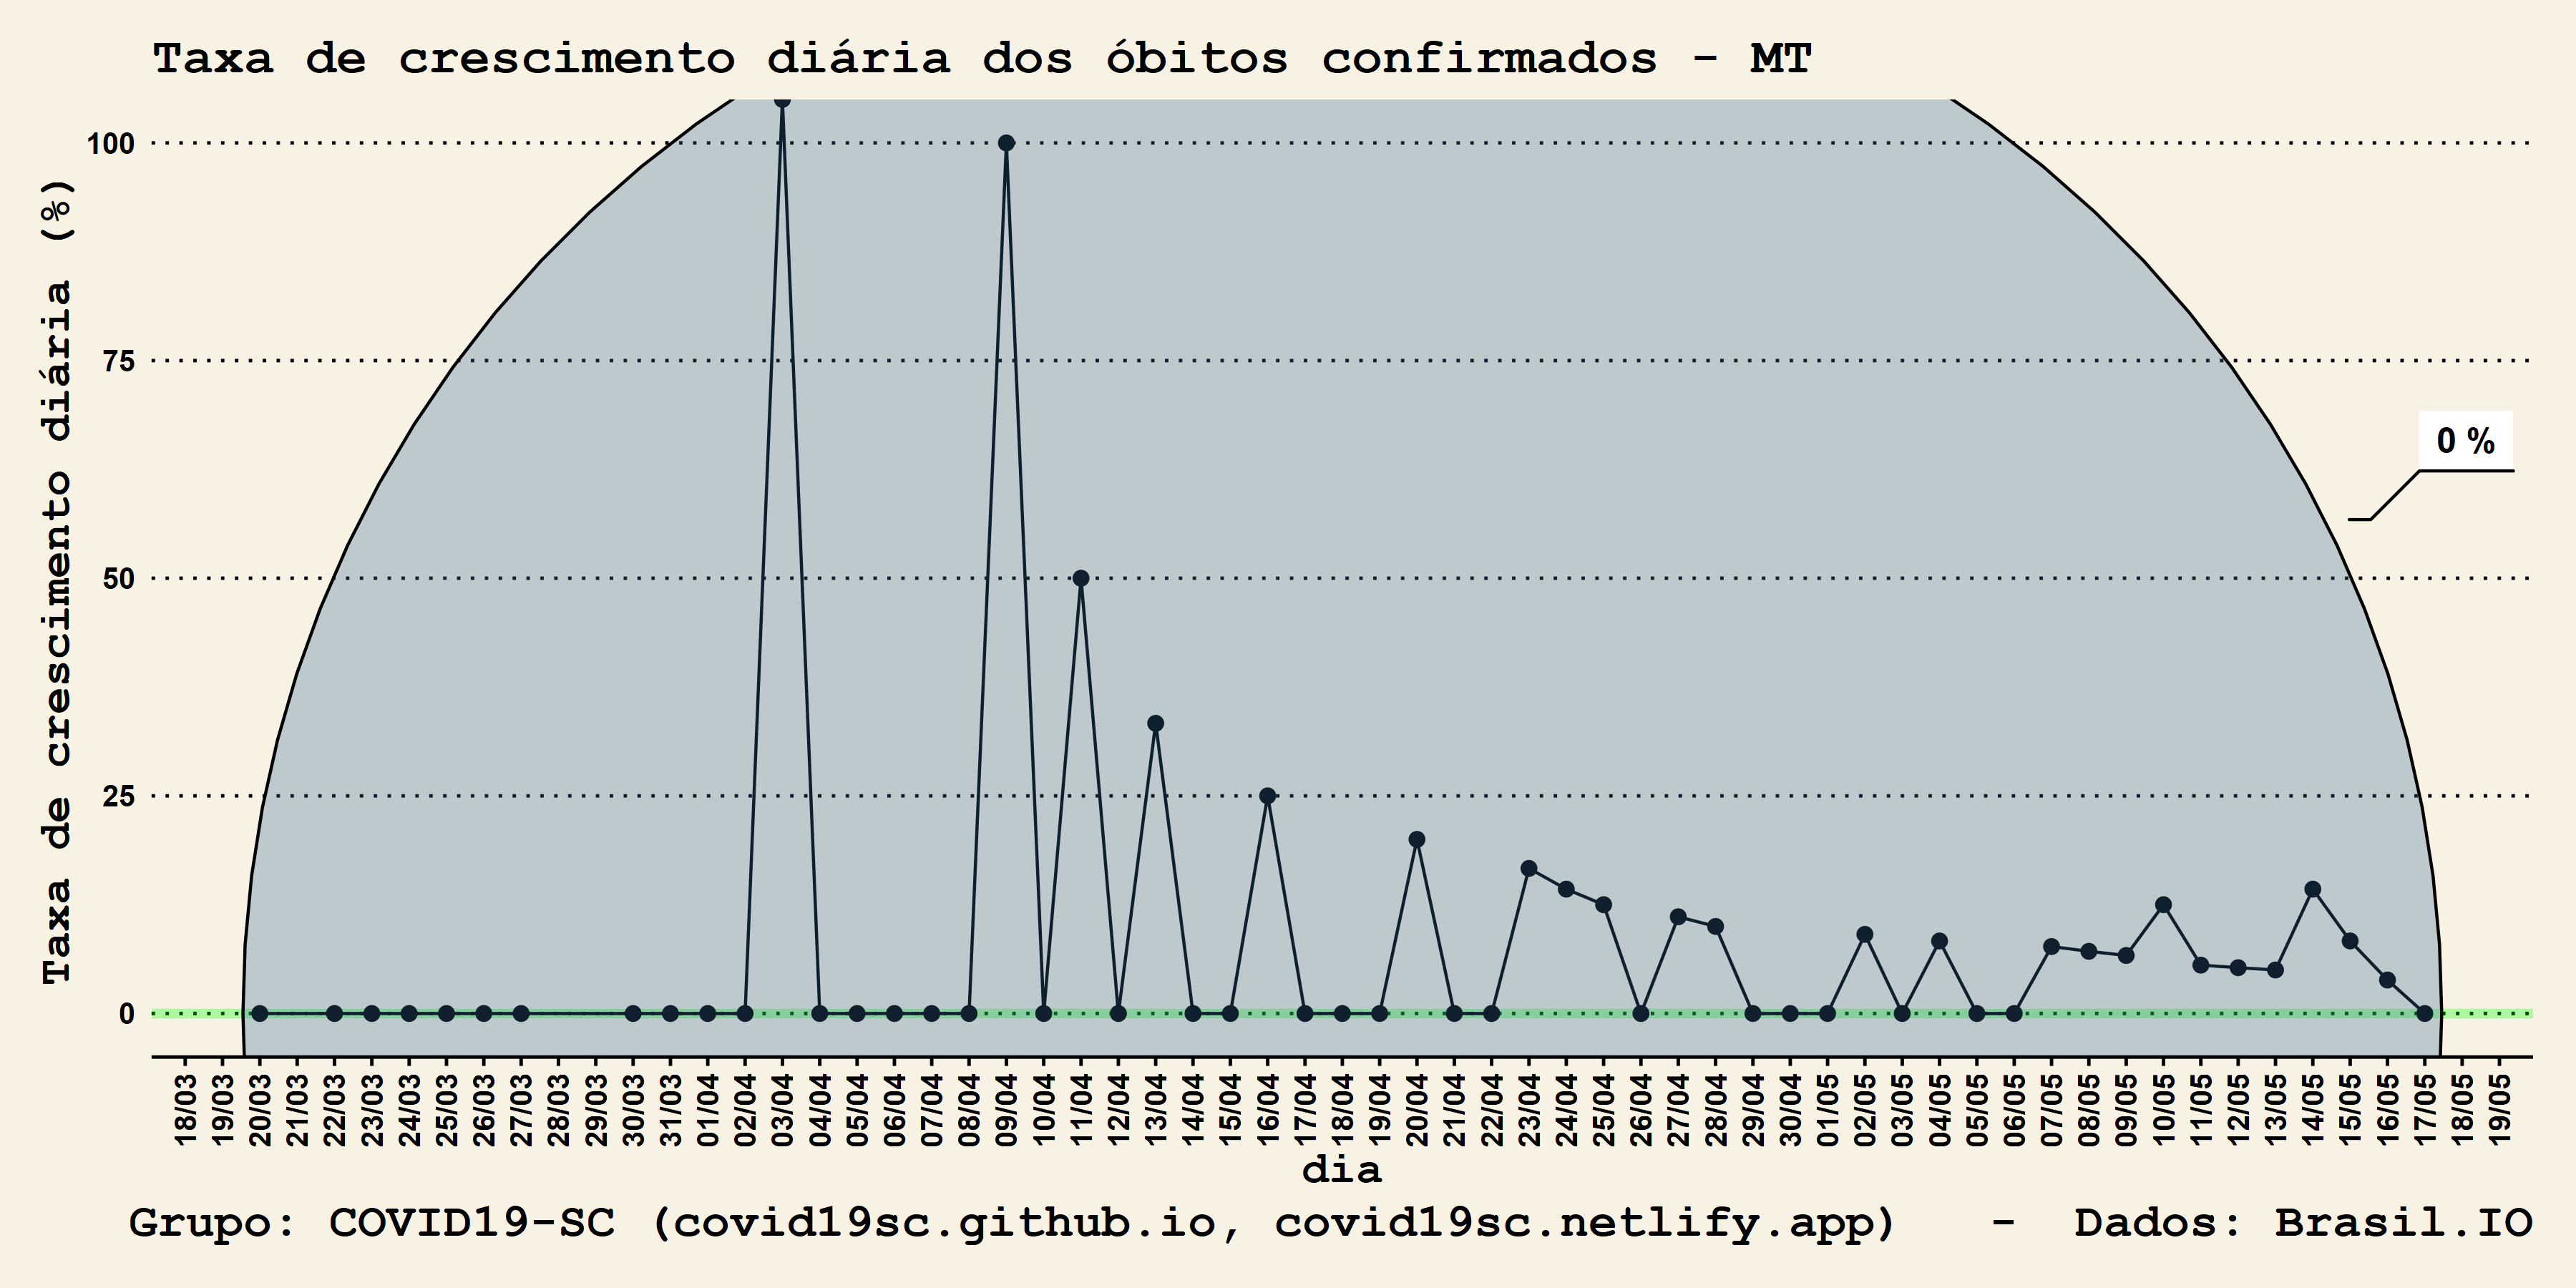 Taxa de crescimento diária dos óbitos confirmados - MT
Taxa de crescimento diária (%)
100
75
50
25
0
0 %
18/03 19/03 20/03 21/03 22/03 23/03 24/03 25/03 26/03 27/03 28/03 29/03 30/03 31/03 01/04 02/04 03/04 04/04 05/04 06/04 07/04 08/04 09/04 10/04 11/04 12/04 13/04 14/04 15/04 16/04 17/04 18/04 19/04 20/04 21/04 22/04 23/04 24/04 25/04 26/04 27/04 28/04 29/04 30/04 01/05 02/05 03/05 04/05 05/05 06/05 07/05 08/05 09/05 10/05 11/05 12/05 13/05 14/05 15/05 16/05 17/05 18/05 19/05
dia
Grupo: COVID19-SC (covid19sc.github.io, covid19sc.netlify.app) - Dados: Brasil.IO